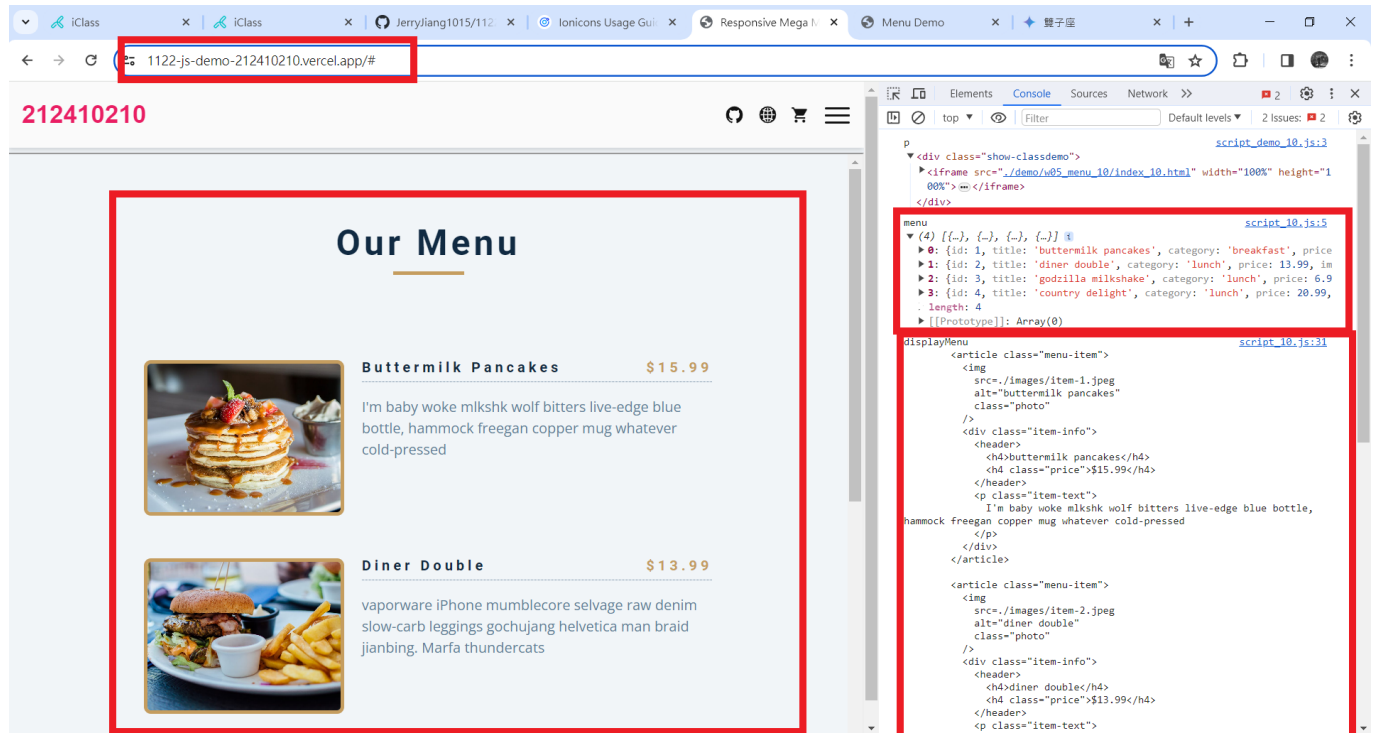 iClass
iClass
JerryJiang1015/112
Ionicons Usage Gui
Responsive Mega M
Menu Demo
雙子座
1122-js-demo-212410210.vercel.app/#
212410210
Our Menu
Buttermilk Pancakes $15.99
I'm baby woke mlkshk wolf bitters live-edge blue
bottle, hammock freegan copper mug whatever
cold-pressed
Diner Double $13.99
vaporware iPhone mumblecore selvage raw denim
slow-carb leggings gochujang helvetica man braid
jianbing. Marfa thundercats
Elements Console Sources Network 2
top Filter Default levels 2 Issues: 2
p script_demo_10.js:3
<div class="show-classdemo">
<iframe src="./demo/w05_menu_10/index_10.html" width="100%" height="1
00%"> </iframe>
</div>
menu script_10.js:5
(4) [{…}, {…}, {…}, {…}] i
0: {id: 1, title: 'buttermilk pancakes', category: 'breakfast', price
1: {id: 2, title: 'diner double', category: 'lunch', price: 13.99, im
2: {id: 3, title: 'godzilla milkshake', category: 'lunch', price: 6.9
3: {id: 4, title: 'country delight', category: 'lunch', price: 20.99,
length: 4
[[Prototype]]: Array(0)
displayMenu script_10.js:31
<article class="menu-item">
<img
src=./images/item-1.jpeg
alt="buttermilk pancakes"
class="photo"
/>
<div class="item-info">
<header>
<h4>buttermilk pancakes</h4>
<h4 class="price">$15.99</h4>
</header>
<p class="item-text">
I'm baby woke mlkshk wolf bitters live-edge blue bottle,
hammock freegan copper mug whatever cold-pressed
</p>
</div>
</article>
<article class="menu-item">
<img
src=./images/item-2.jpeg
alt="diner double"
class="photo"
/>
<div class="item-info">
<header>
<h4>diner double</h4>
<h4 class="price">$13.99</h4>
</header>
<p class="item-text">